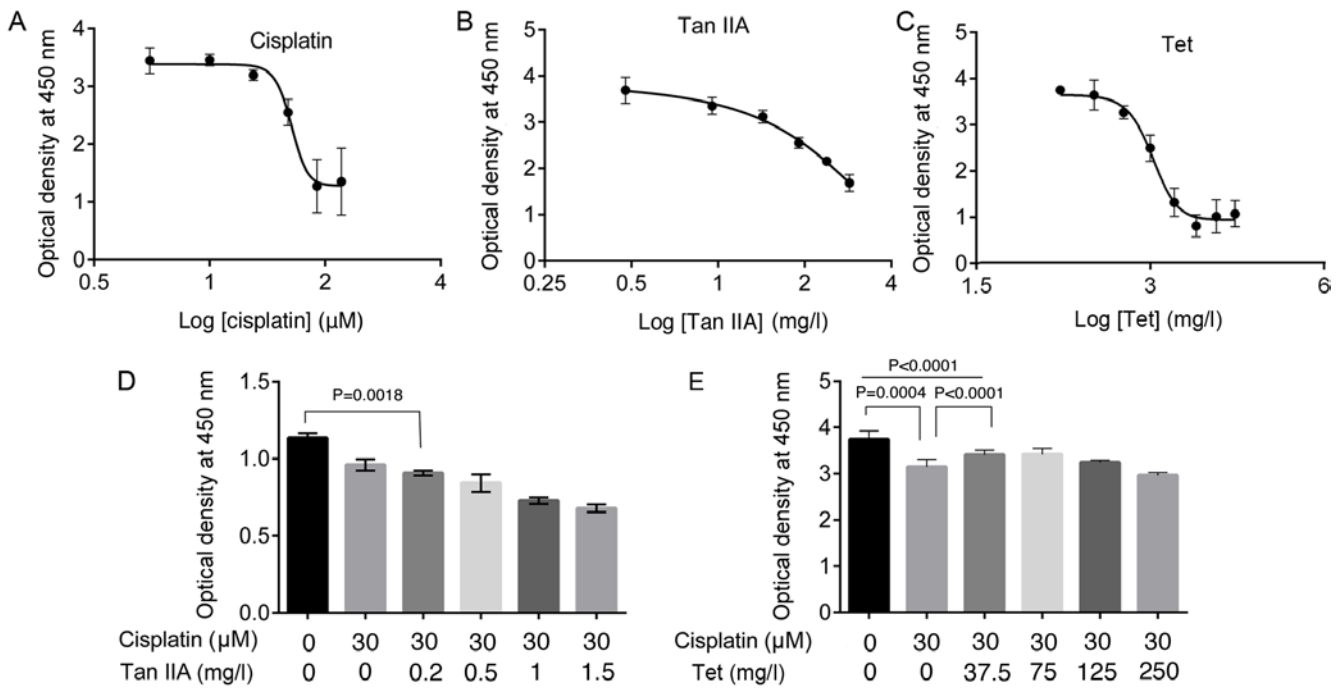 A
Cisplatin
Optical density at 450 nm
4
3
2
1
0
0.5 1 2 4
Log [cisplatin] (µM)
B
Tan IIA
Optical density at 450 nm
5
4
3
2
1
0
0.25 0.5 1 2 4
Log [Tan IIA] (mg/l)
C
Tet
Optical density at 450 nm
5
4
3
2
1
0
1.5 3 6
Log [Tet] (mg/l)
D
Optical density at 450 nm
1.5
1.0
0.5
0.0
P=0.0018
Cisplatin (µM) 0 30 30 30 30 30
Tan IIA (mg/l) 0 0 0.2 0.5 1 1.5
E
Optical density at 450 nm
5
4
3
2
1
0
P<0.0001
P=0.0004 P<0.0001
Cisplatin (µM) 0 30 30 30 30 30
Tet (mg/l) 0 0 37.5 75 125 250